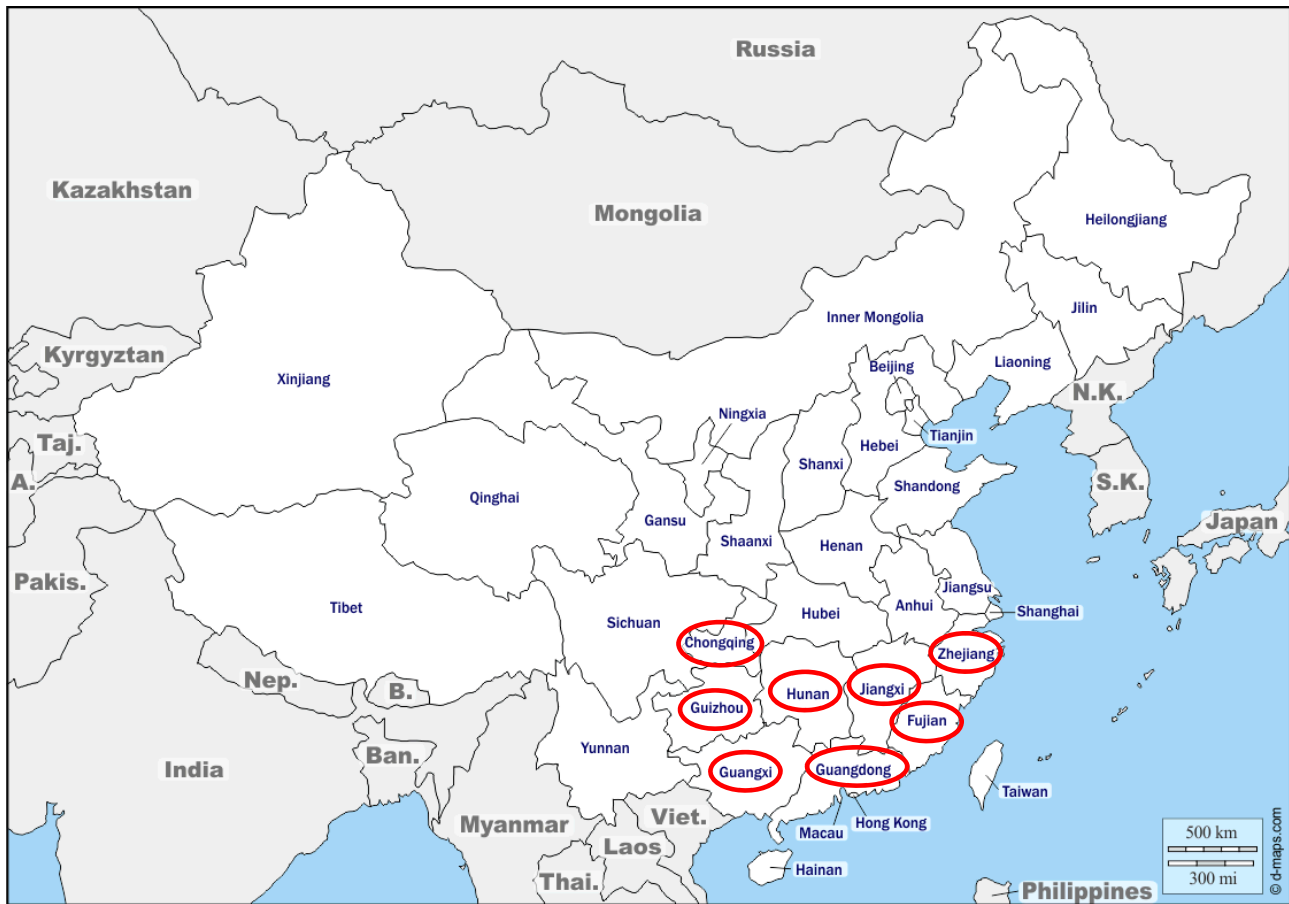 Russia
Kazakhstan
Mongolia
Heilongjiang
Jilin
Inner Mongolia
Kyrgyztan
Beijing
Liaoning
Xinjiang
N.K.
Ningxia
Taj.
Tianjin
Hebei
Shanxi
A.
S.K.
Shandong
Qinghai
Gansu
Japan
Shaanxi
Henan
Pakis.
Jiangsu
Tibet
Anhui
Shanghai
Hubei
Sichuan
Chongqing
Zhejiang
Nep.
B.
Jiangxi
Hunan
Guizhou
Fujian
Yunnan
Ban.
India
Guangxi
Guangdong
Taiwan
Viet.
Myanmar
Hong Kong
Macau
500 km
Laos
Hainan
300 mi
Thai.
Philippines
© d-maps.com